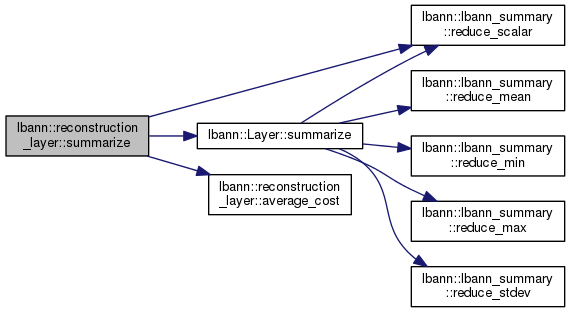 lbann::reconstruction
_layer::summarize
lbann::Layer::summarize
lbann::reconstruction
_layer::average_cost
lbann::lbann_summary
::reduce_scalar
lbann::lbann_summary
::reduce_mean
lbann::lbann_summary
::reduce_min
lbann::lbann_summary
::reduce_max
lbann::lbann_summary
::reduce_stdev